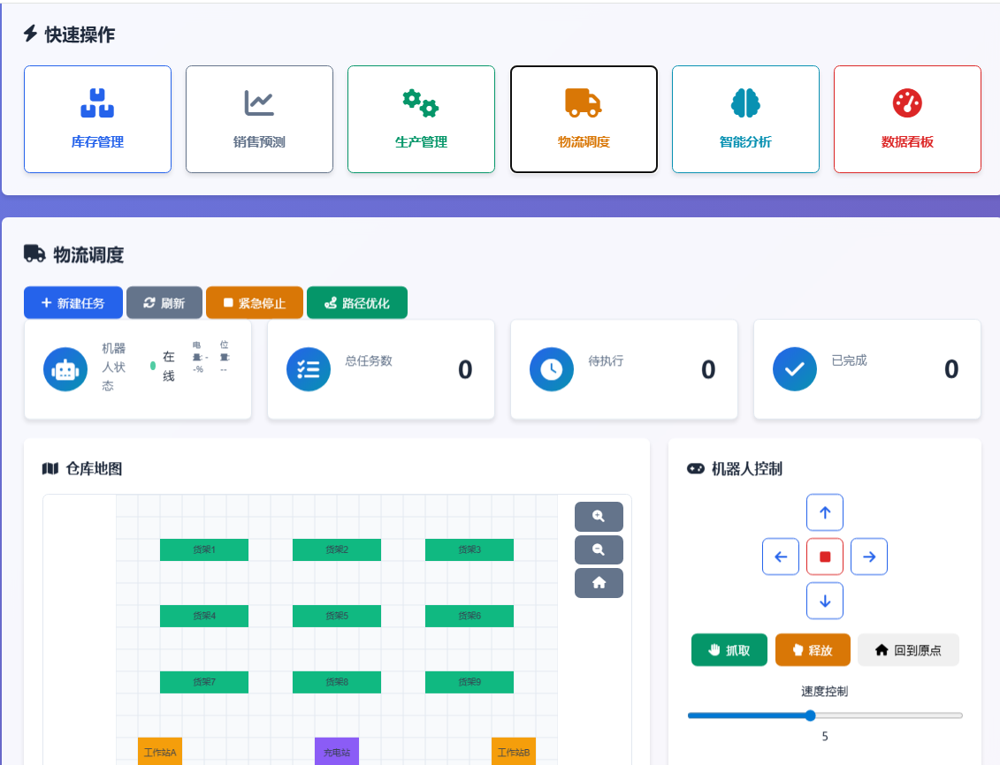 快速操作
库存管理
销售预测
生产管理
物流调度
智能分析
数据看板
物流调度
新建任务
刷新
紧急停止
路径优化
机器
人状
态
在
线
电
量: -
-%
位
置:
--
总任务数
0
待执行
0
已完成
0
仓库地图
货架1
货架2
货架3
货架4
货架5
货架6
货架7
货架8
货架9
工作站A
充电站
工作站B
机器人控制
抓取
释放
回到原点
速度控制
5